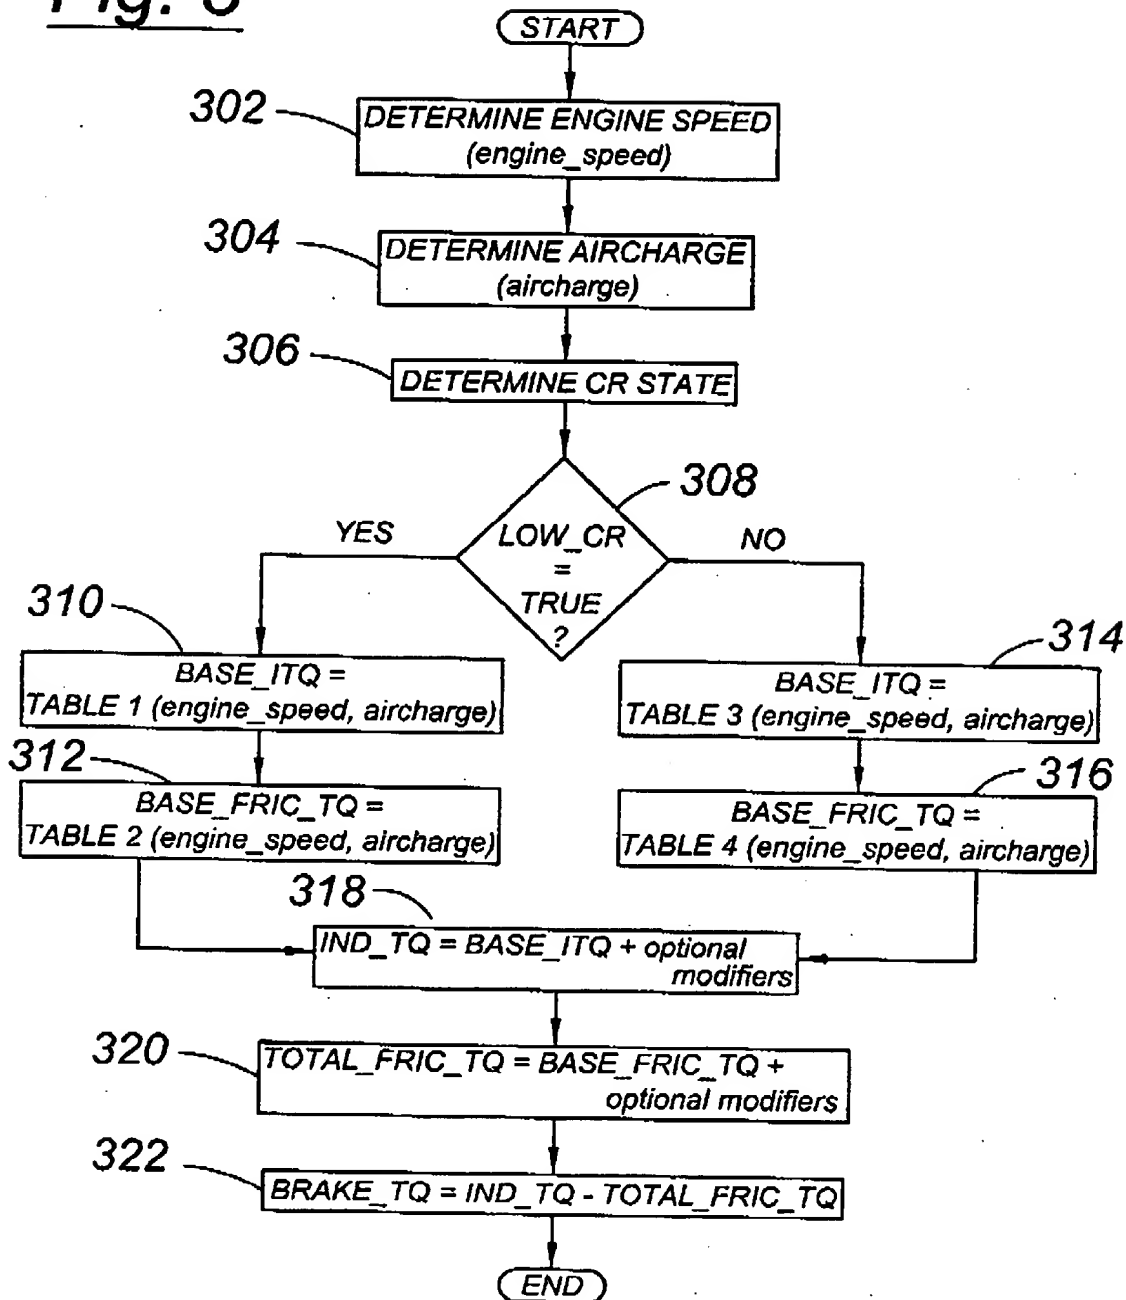 Fig.
START
302
DETERMINE ENGINE SPEED
(engine_speed)
304
DETERMINE AIRCHARGE
(aircharge)
306
DETERMINE CR STATE
308
LOW_CR
=
TRUE
?
YES
NO
310
BASE_ITQ =
TABLE 1 (engine_speed, aircharge)
312
BASE_FRIC_TQ =
TABLE 2 (engine_speed, aircharge)
314
BASE_ITQ =
TABLE 3 (engine_speed, aircharge)
316
BASE_FRIC_TQ =
TABLE 4 (engine_speed, aircharge)
318
IND_TQ = BASE_ITQ + optional
modifiers
320
TOTAL_FRIC_TQ = BASE_FRIC_TQ +
optional modifiers
322
BRAKE_TQ = IND_TQ - TOTAL_FRIC_TQ
END